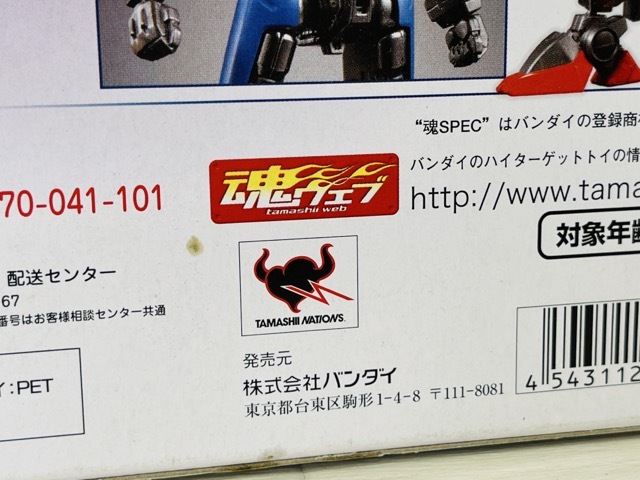 “魂SPEC”はバンダイの登録商
バンダイのハイターゲットトイの情
魂ウェブ
tamashii web
http://www.tama
70-041-101
対象年齢
配送センター
67
番号はお客様相談センター共通
TAMASHII NATIONS
発売元
株式会社バンダイ
東京都台東区駒形1-4-8 〒111-8081
:PET
4 543112